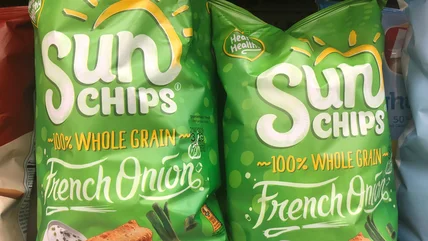 Sun
CHIPS
100% WHOLE GRAIN
French Onion
Heart
Healthy
Sun
CHIPS
100% WHOLE GRAIN
French Onion